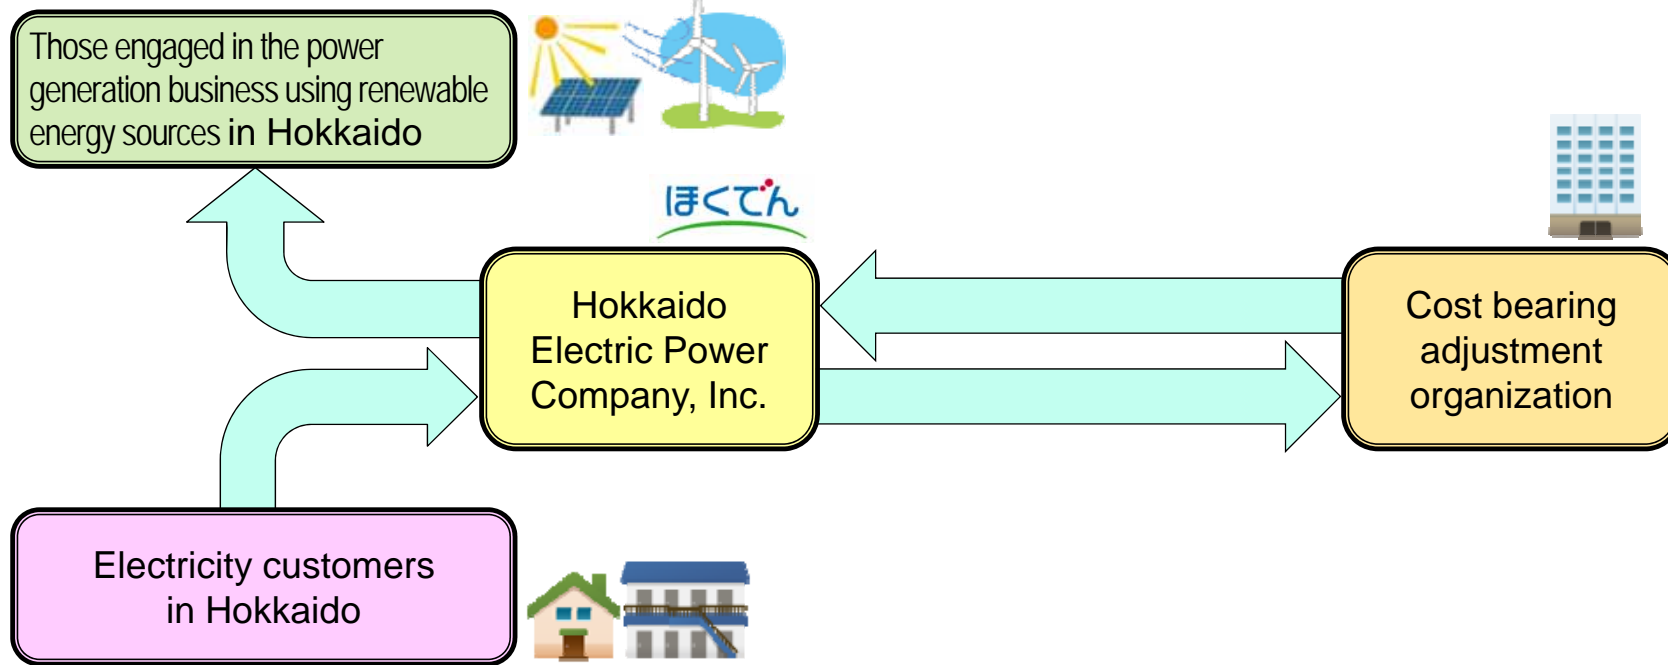 Those engaged in the power
generation business using renewable
energy sources in Hokkaido
ほくでん
Hokkaido
Electric Power
Company, Inc.
Cost bearing
adjustment
organization
Electricity customers
in Hokkaido